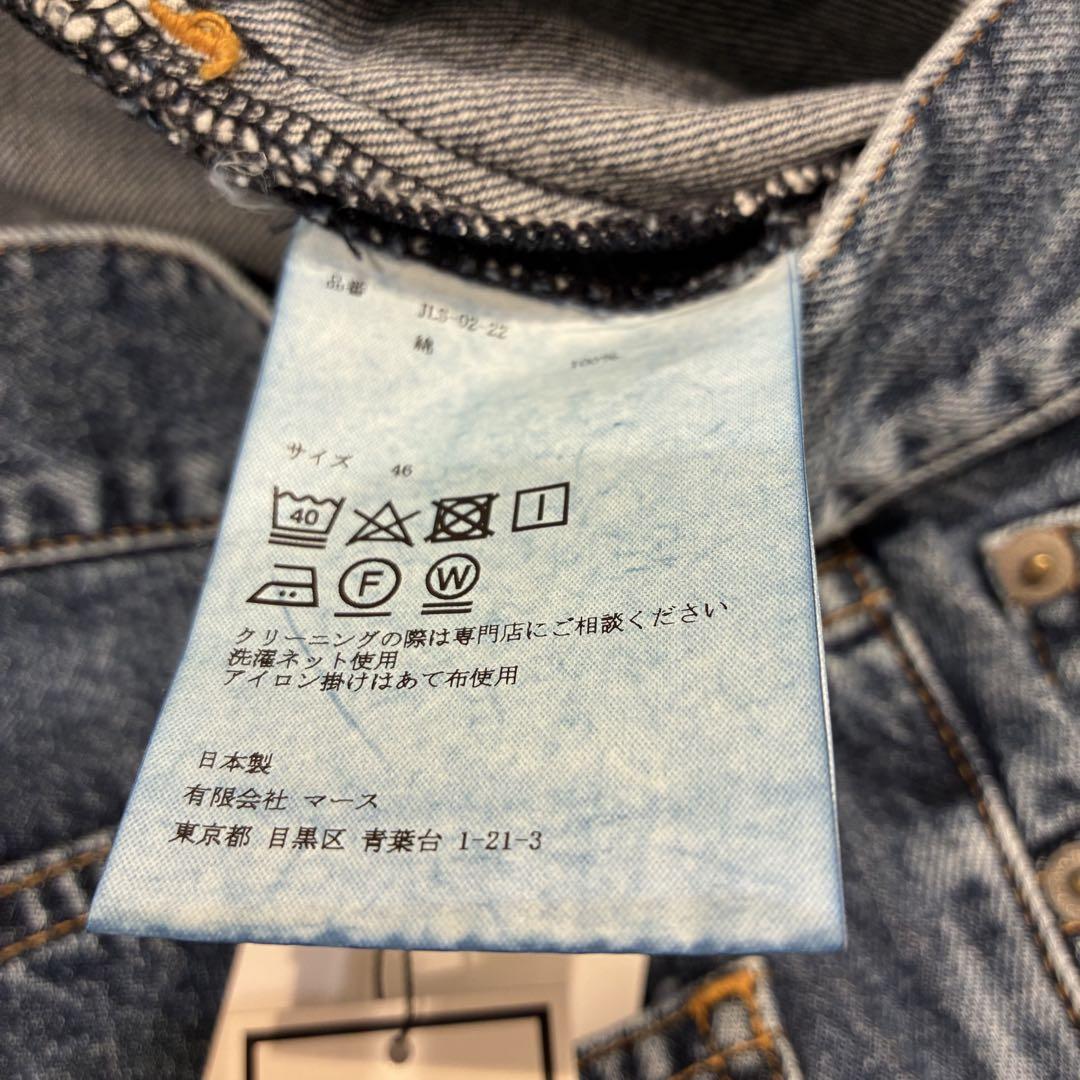 品番 JLS-02-22
綿 100%
サイズ 46
40
F W
クリーニングの際は専門店にご相談ください
洗濯ネット使用
アイロン掛けはあて布使用
日本製
有限会社 マース
東京都 目黒区 青葉台 1-21-3